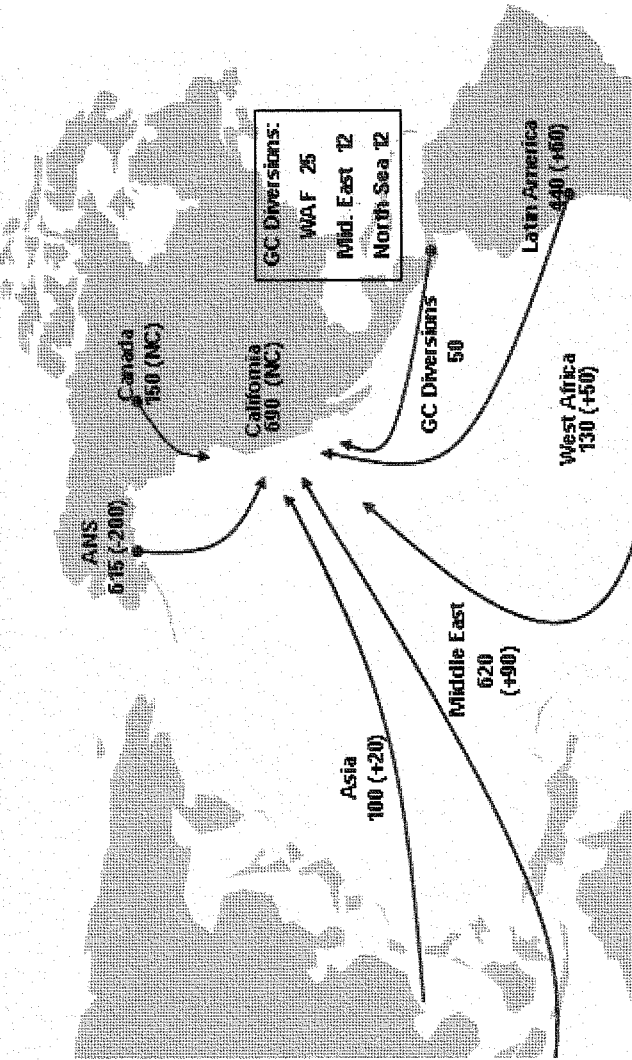 ANS
615 (-200)
Canada
150 (NC)
California
690 (NC)
GC Diversions:
WAF 25
Mid. East 12
North Sea 12
Asia
100 (+20)
Middle East
620
(+90)
GC Diversions
50
Latin America
440 (+60)
West Africa
130 (+50)